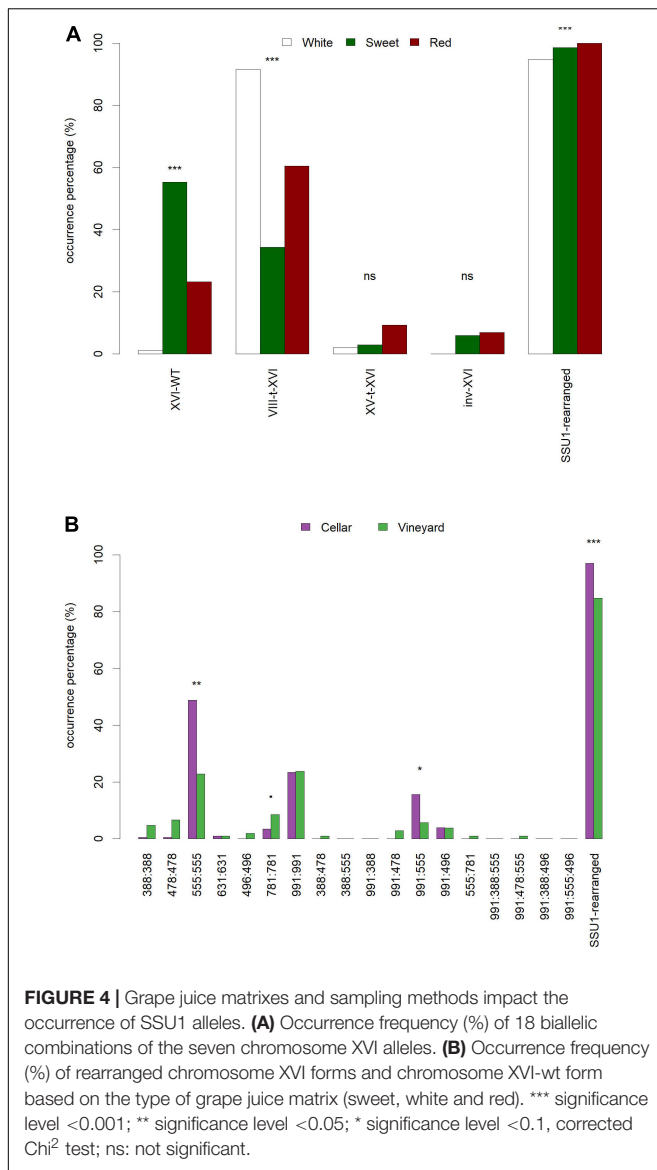 A
White Sweet Red
occurrence percentage (%)
0 20 40 60 80 100
*** *** ns ns ***
XVI-WT
VIII-t-XVI
XV-t-XVI
inv-XVI
SSU1-rearranged
B
Cellar Vineyard
occurrence percentage (%)
0 20 40 60 80 100
** * * ***
388:388
478:478
555:555
631:631
496:496
781:781
991:991
388:478
388:555
991:388
991:478
991:555
991:496
555:781
991:388:555
991:478:555
991:388:496
991:555:496
SSU1-rearranged
FIGURE 4 | Grape juice matrixes and sampling methods impact the
occurrence of SSU1 alleles. (A) Occurrence frequency (%) of 18 biallelic
combinations of the seven chromosome XVI alleles. (B) Occurrence frequency
(%) of rearranged chromosome XVI forms and chromosome XVI-wt form
based on the type of grape juice matrix (sweet, white and red). *** significance
level <0.001; ** significance level <0.05; * significance level <0.1, corrected
Chi² test; ns: not significant.